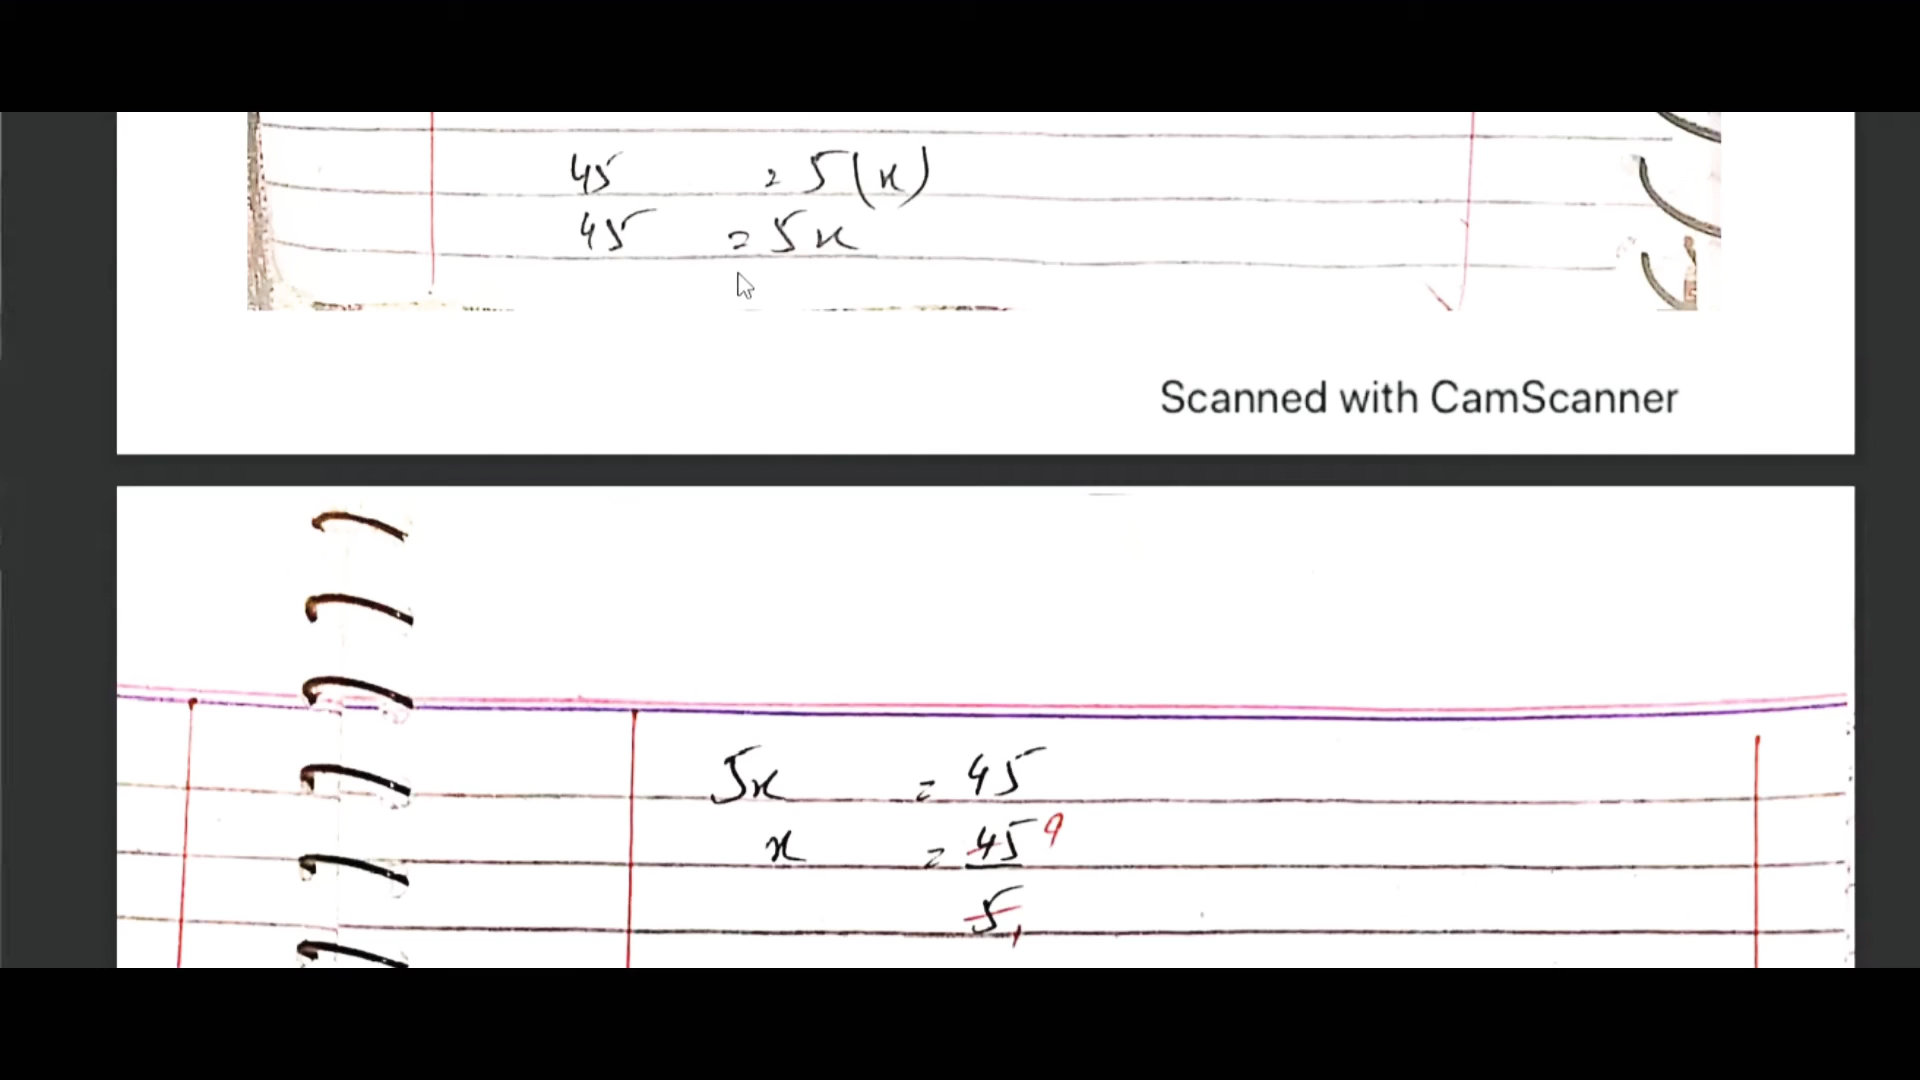 45 = 5(x)
45 = 5x
Scanned with CamScanner
5x = 45
x = 45 9
5 1